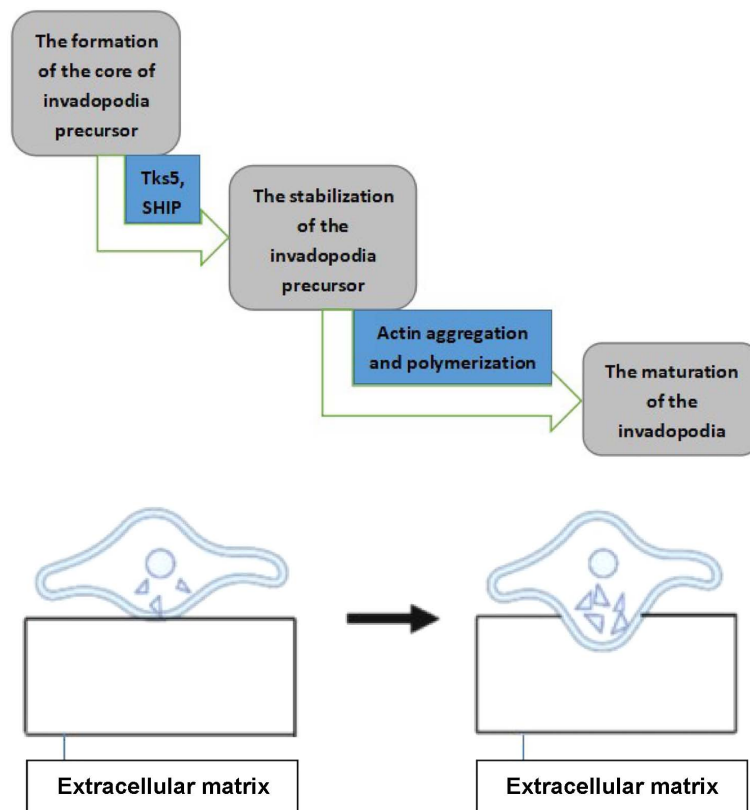 The formation
of the core of
invadopodia
precursor
Tks5,
SHIP
The stabilization
of the
invadopodia
precursor
Actin aggregation
and polymerization
The maturation
of the
invadopodia
Extracellular matrix
Extracellular matrix